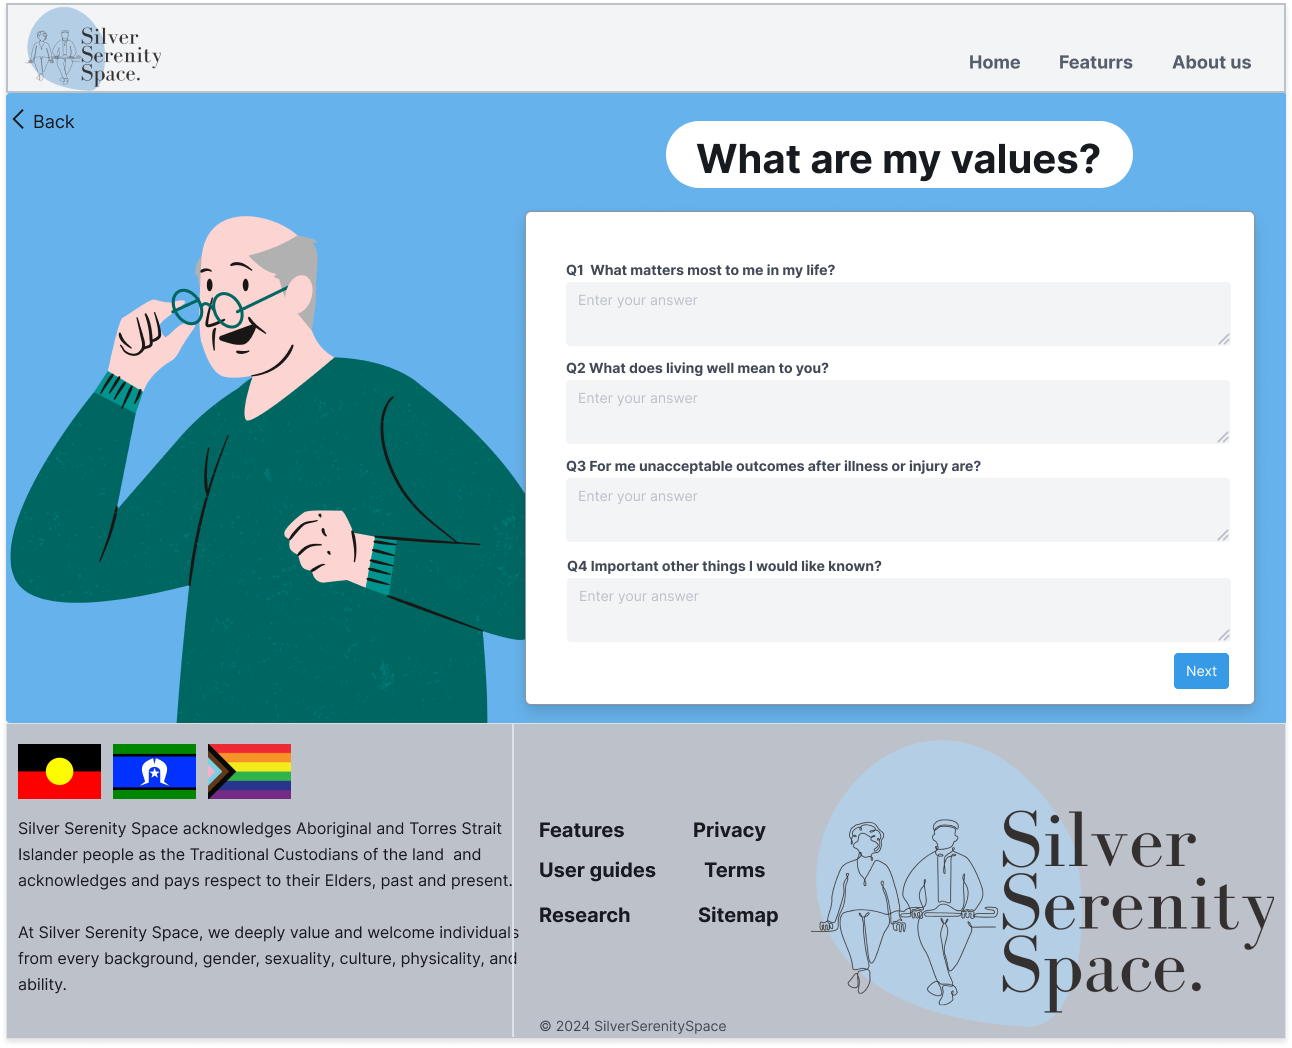 Silver
Serenity
Space.
Home Featurrs About us
Back
What are my values?
Q1 What matters most to me in my life?
Enter your answer
Q2 What does living well mean to you?
Enter your answer
Q3 For me unacceptable outcomes after illness or injury are?
Enter your answer
Q4 Important other things I would like known?
Enter your answer
Next
Silver Serenity Space acknowledges Aboriginal and Torres Strait
Islander people as the Traditional Custodians of the land and
acknowledges and pays respect to their Elders, past and present.
At Silver Serenity Space, we deeply value and welcome individuals
from every background, gender, sexuality, culture, physicality, and
ability.
Features Privacy
User guides Terms
Research Sitemap
© 2024 SilverSerenitySpace
Silver
Serenity
Space.